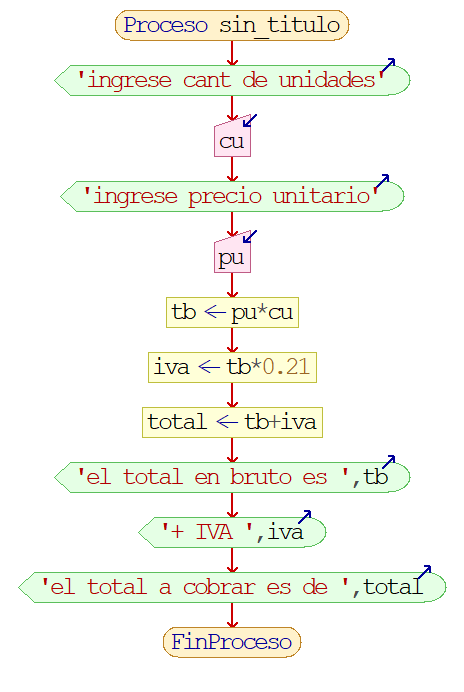 Proceso sin_titulo
'ingrese cant de unidades'
cu
'ingrese precio unitario'
pu
tb ← pu*cu
iva ← tb*0.21
total ← tb+iva
'el total en bruto es ',tb
'+ IVA ',iva
'el total a cobrar es de ',total
FinProceso